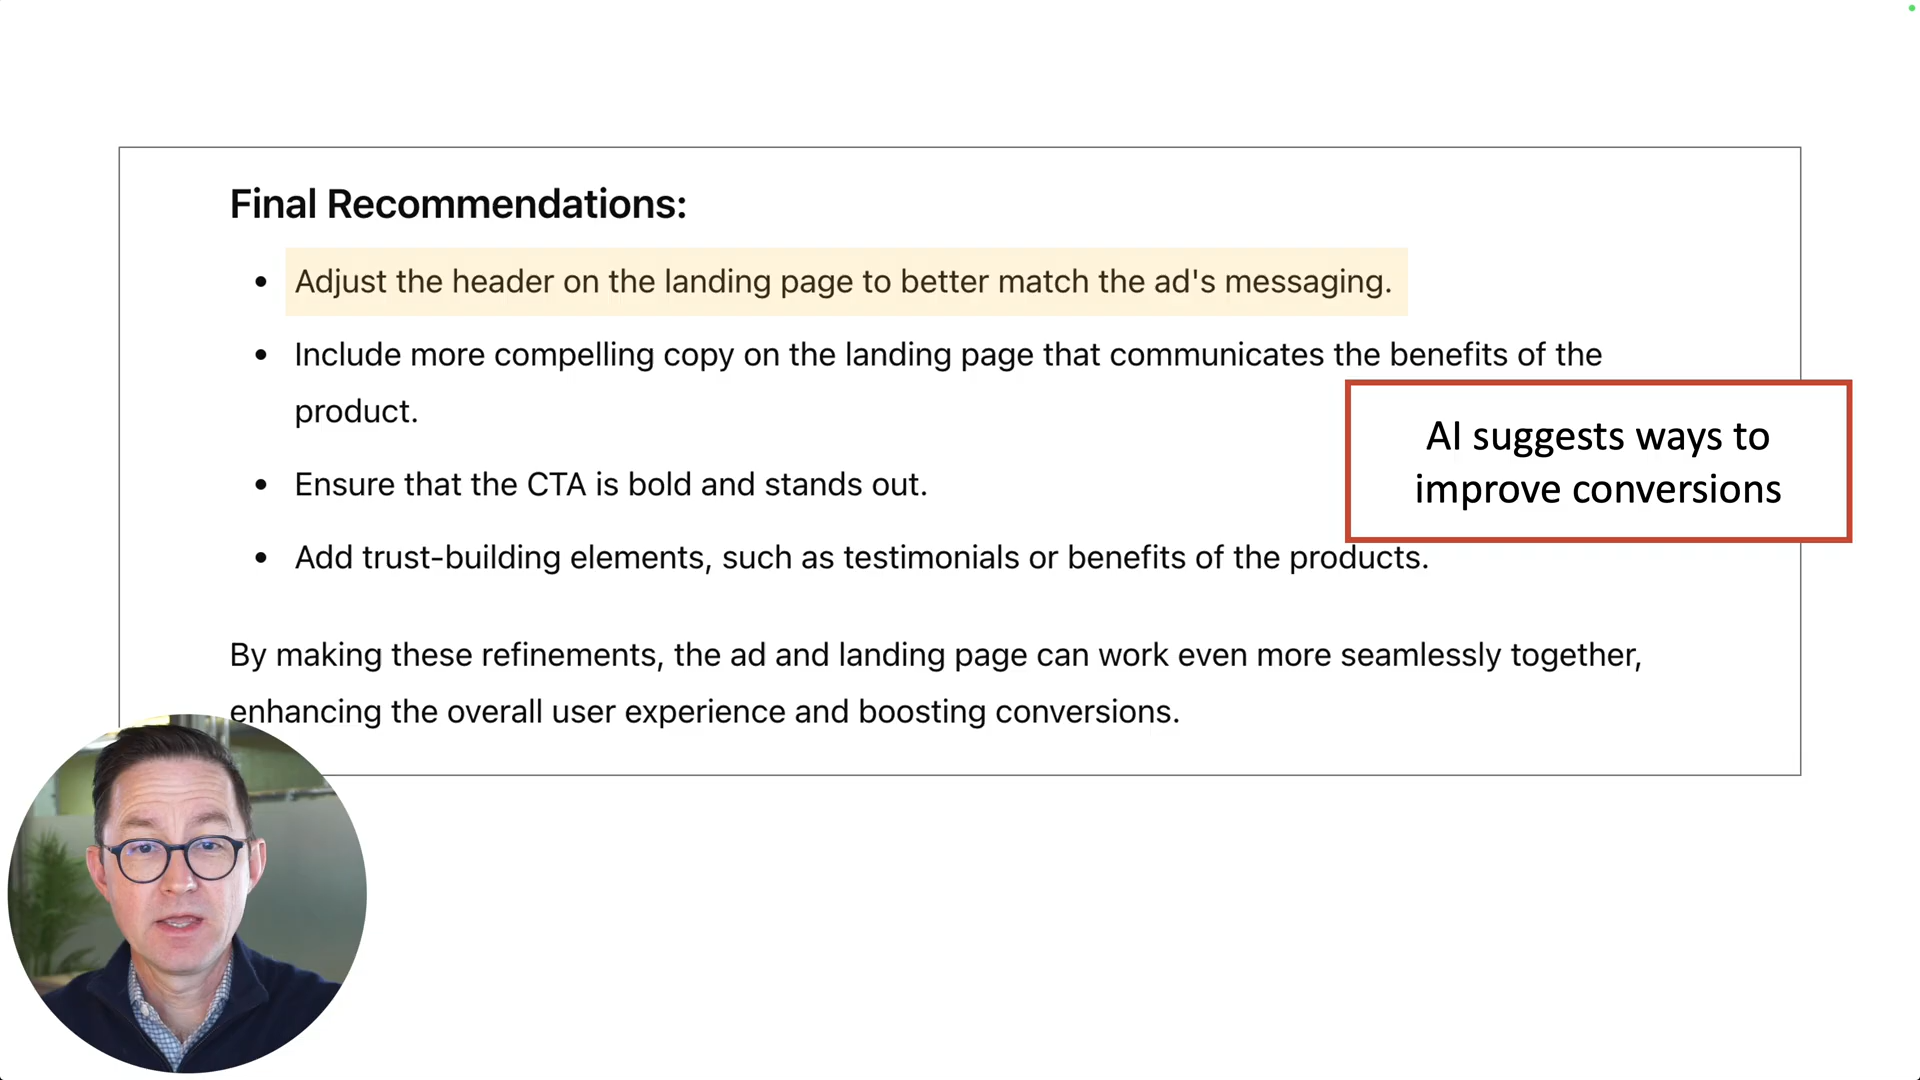 Final Recommendations:
• Adjust the header on the landing page to better match the ad's messaging.
• Include more compelling copy on the landing page that communicates the benefits of the
product.
• Ensure that the CTA is bold and stands out.
• Add trust-building elements, such as testimonials or benefits of the products.
AI suggests ways to
improve conversions
By making these refinements, the ad and landing page can work even more seamlessly together,
enhancing the overall user experience and boosting conversions.